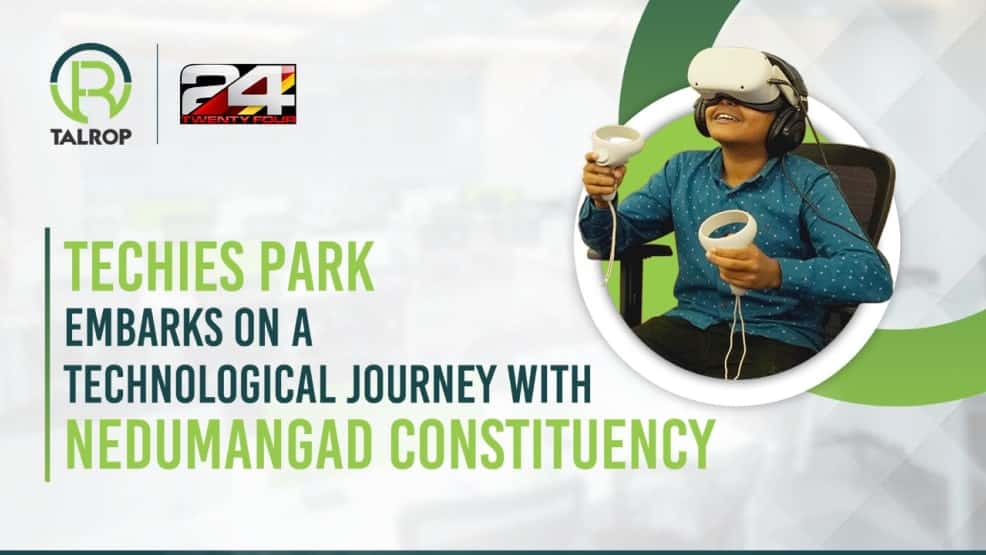 TALROP
24
TWENTY FOUR
TECHIES PARK
EMBARKS ON A
TECHNOLOGICAL JOURNEY WITH
NEDUMANGAD CONSTITUENCY